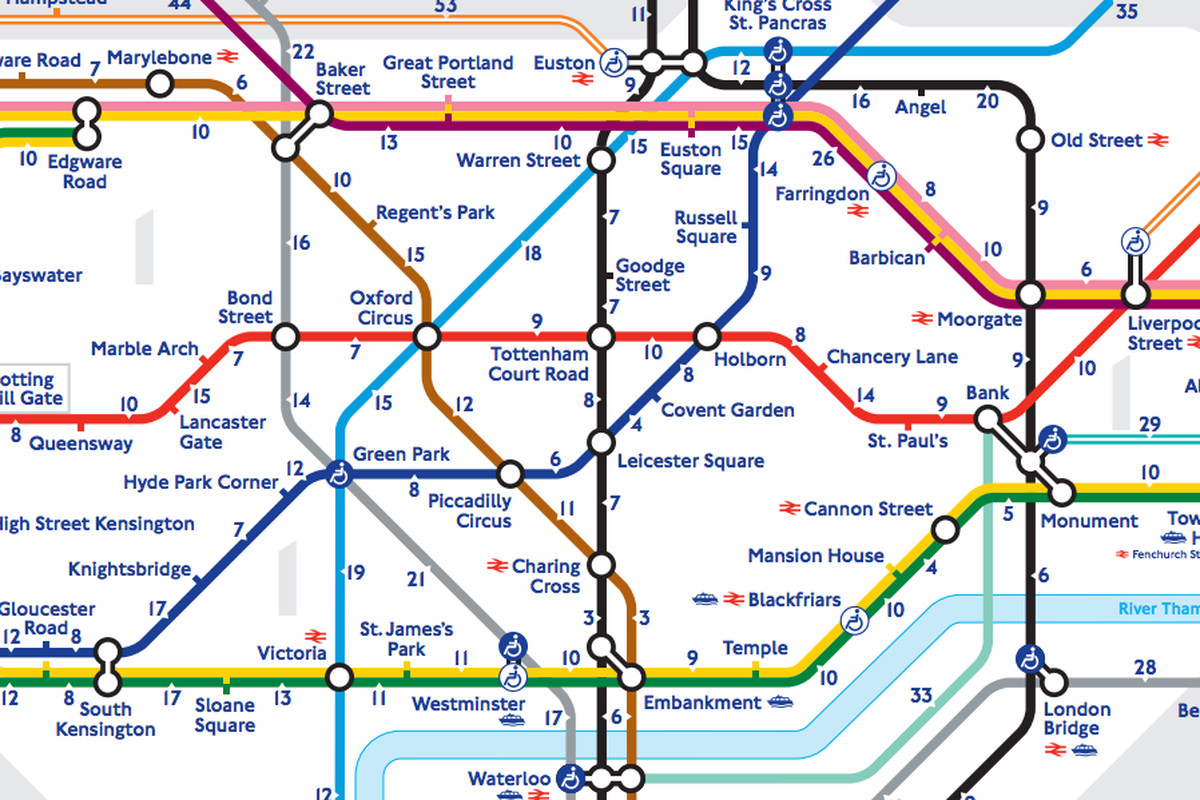 Hampstead
44
53
11
King's Cross
St. Pancras
35
22
ware Road
7
Marylebone
6
Baker
Street
Great Portland
Street
Euston
9
12
16
Angel
20
10
13
10
15
Euston
Square
15
14
26
Old Street
10
Edgware
Road
Warren Street
10
Regent's Park
7
Russell
Square
Farringdon
8
9
16
15
18
Goodge
Street
9
Barbican
10
6
Bayswater
Bond
Street
Oxford
Circus
7
Moorgate
Liverpoo
Street
Marble Arch
7
7
9
Tottenham
Court Road
10
Holborn
8
Chancery Lane
9
10
otting
ill Gate
10
15
Lancaster
Gate
14
15
12
8
8
Covent Garden
14
9
Bank
Al
8
Queensway
4
St. Paul's
29
Green Park
6
Leicester Square
12
Hyde Park Corner
8
Piccadilly
Circus
11
7
10
High Street Kensington
7
Cannon Street
5
Monument
Tow
H
Fenchurch St
Knightsbridge
19
21
Charing
Cross
Mansion House
4
6
Gloucester
Road
17
12
8
Blackfriars
10
River Tham
Victoria
St. James's
Park
3
3
11
10
9
Temple
10
28
12
8
South
Kensington
17
Sloane
Square
13
11
Westminster
17
Embankment
6
33
London
Bridge
Be
12
Waterloo